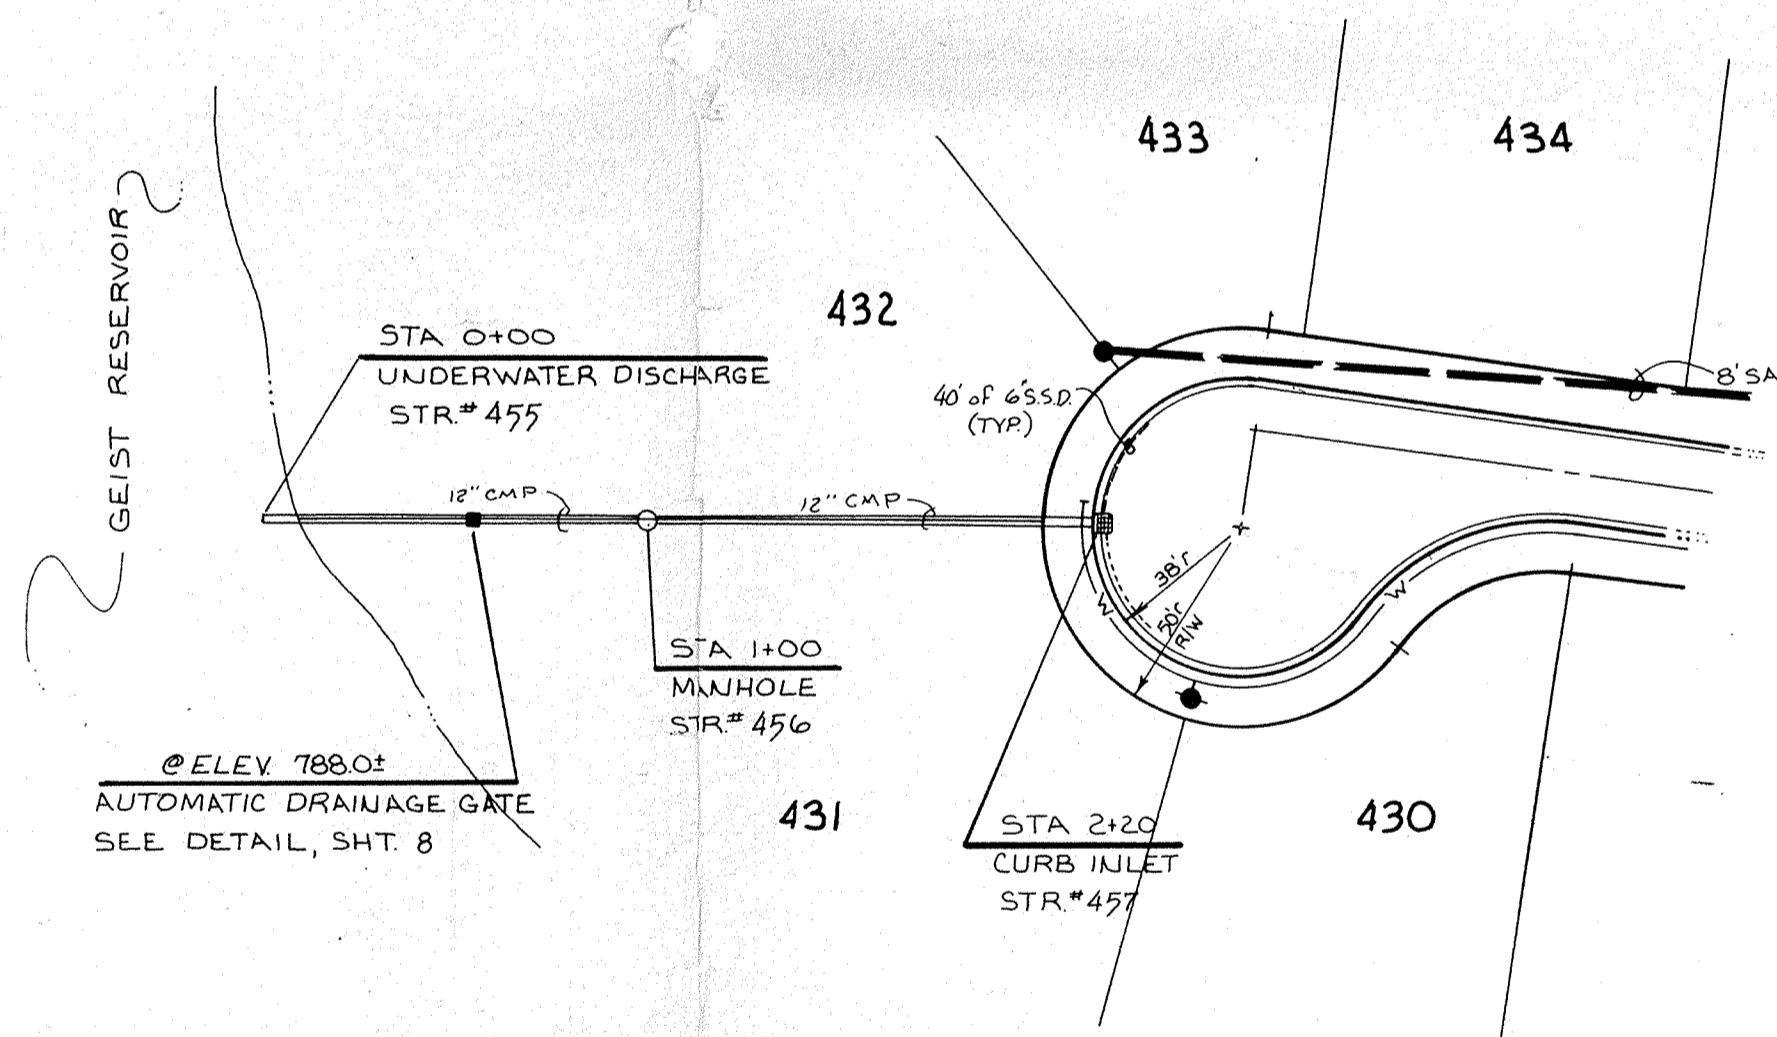 433
434
432
GEIST RESERVOIR
STA 0+00
UNDERWATER DISCHARGE
STR.# 455
8' SA
40' of 6" S.S.D.
(TYP.)
12" CMP
12" CMP
38'r
50'r
R/W
W
W
STA 1+00
MANHOLE
STR.# 456
@ ELEV. 788.0±
AUTOMATIC DRAINAGE GATE
SEE DETAIL, SHT. 8
431
430
STA 2+20
CURB INLET
STR.# 457